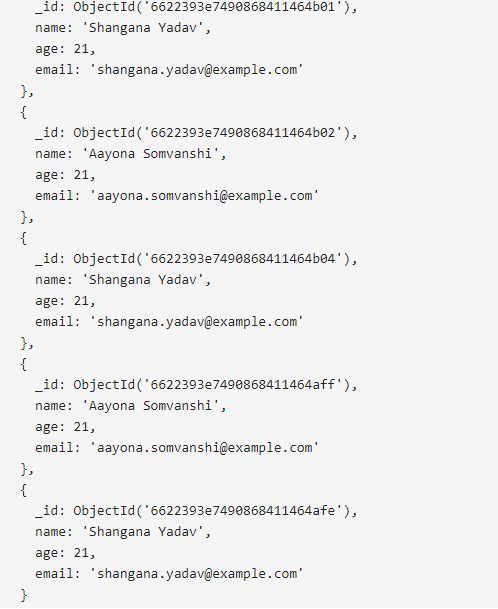 _id: ObjectId('6622393e7490868411464b01'),
name: 'Shangana Yadav',
age: 21,
email: 'shangana.yadav@example.com'
},
{
_id: ObjectId('6622393e7490868411464b02'),
name: 'Aayona Somvanshi',
age: 21,
email: 'aayona.somvanshi@example.com'
},
{
_id: ObjectId('6622393e7490868411464b04'),
name: 'Shangana Yadav',
age: 21,
email: 'shangana.yadav@example.com'
},
{
_id: ObjectId('6622393e7490868411464aff'),
name: 'Aayona Somvanshi',
age: 21,
email: 'aayona.somvanshi@example.com'
},
{
_id: ObjectId('6622393e7490868411464afe'),
name: 'Shangana Yadav',
age: 21,
email: 'shangana.yadav@example.com'
}